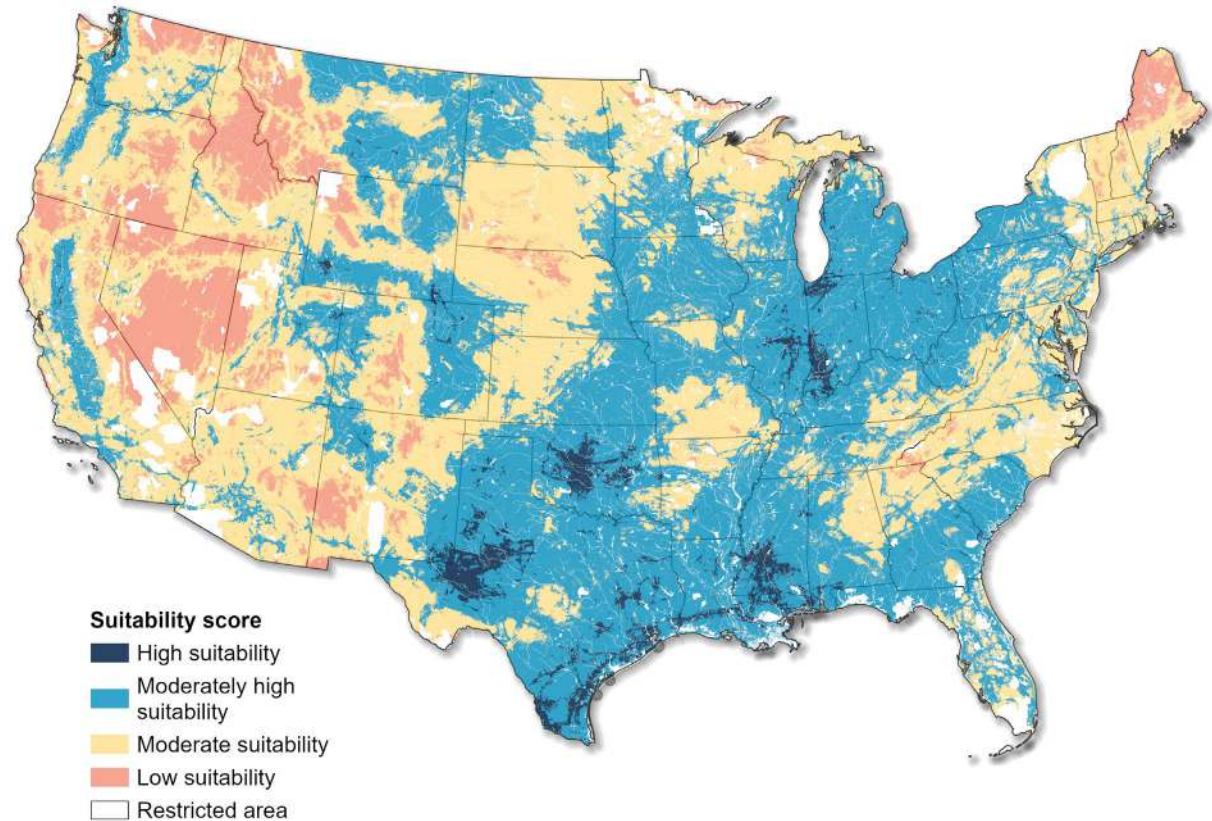 Suitability score
High suitability
Moderately high
suitability
Moderate suitability
Low suitability
Restricted area